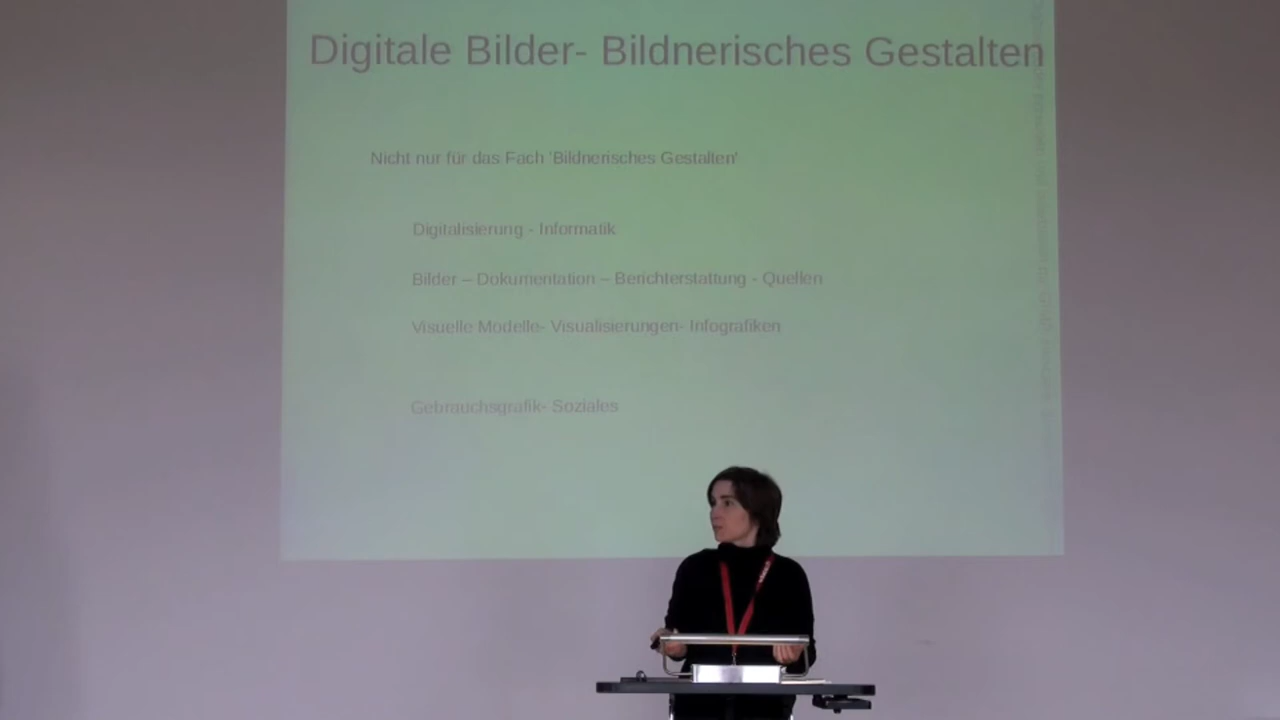 Digitale Bilder- Bildnerisches Gestalten
Nicht nur für das Fach 'Bildnerisches Gestalten'
Digitalisierung - Informatik
Bilder – Dokumentation – Berichterstattung - Quellen
Visuelle Modelle- Visualisierungen- Infografiken
Gebrauchsgrafik- Soziales